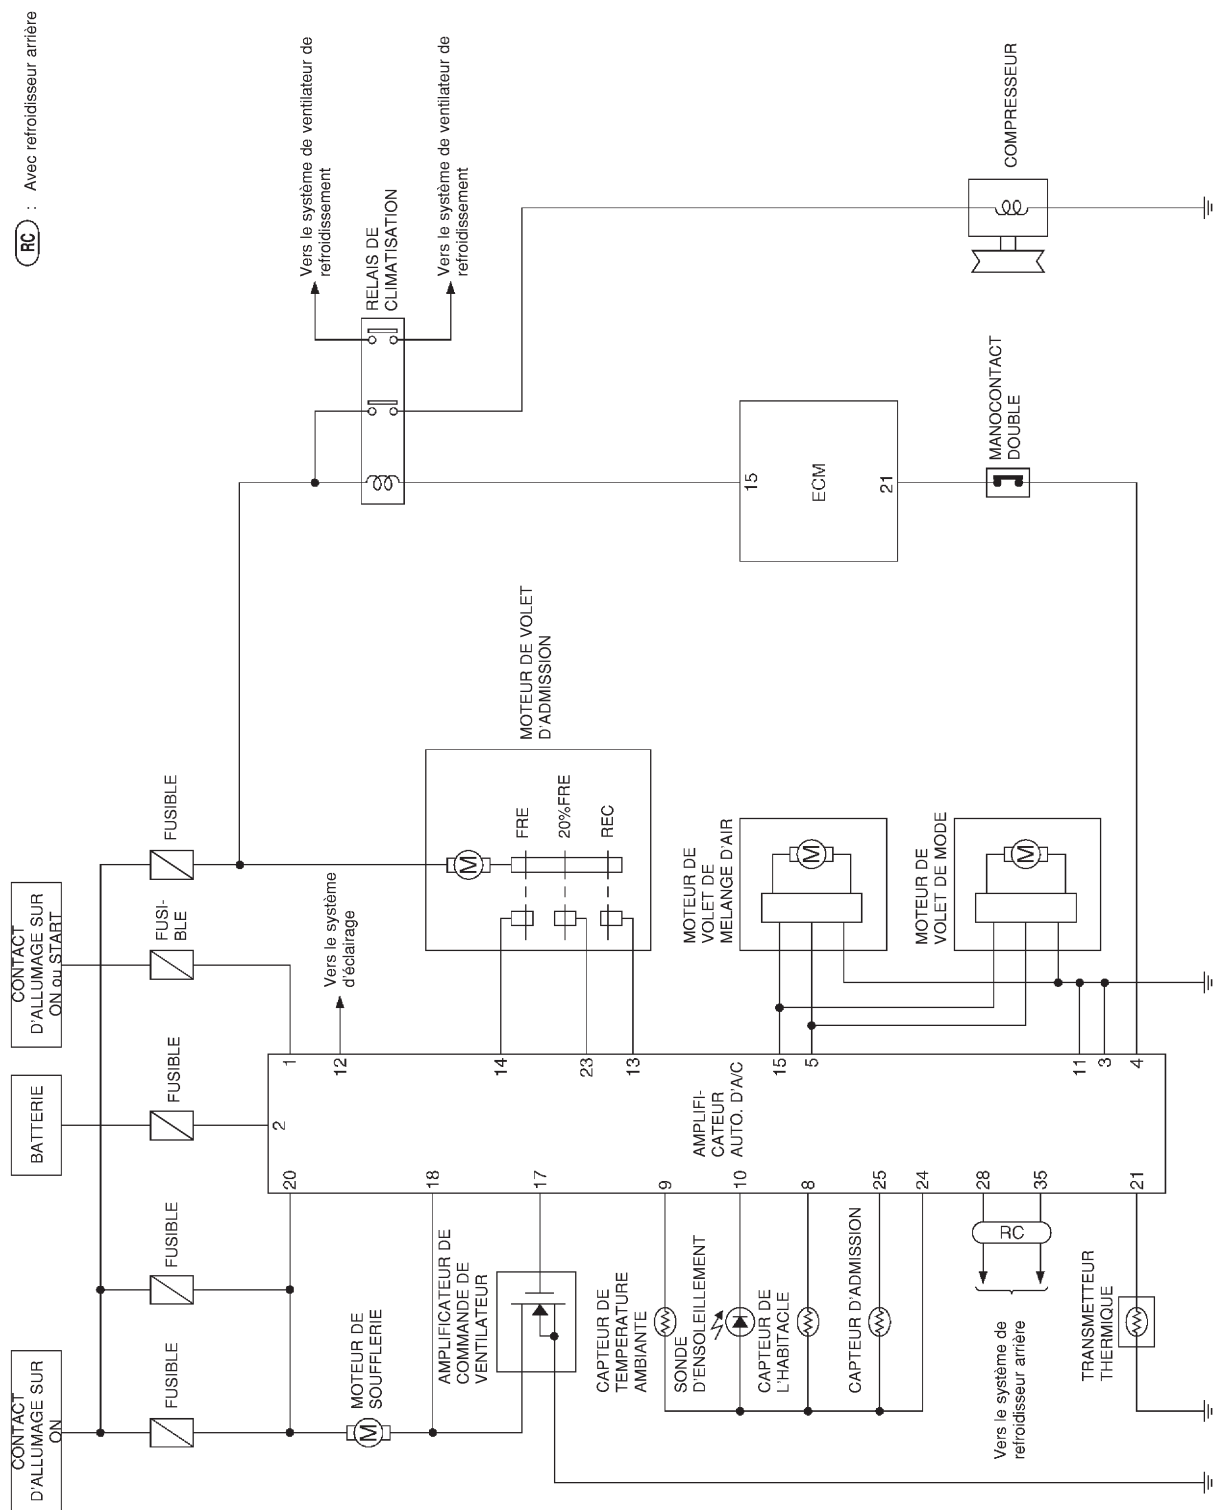 RC : Avec refroidisseur arrière
CONTACT
D'ALLUMAGE SUR
ON
BATTERIE
CONTACT
D'ALLUMAGE SUR
ON ou START
FUSIBLE
FUSIBLE
FUSIBLE
FUSI-
BLE
FUSIBLE
Vers le système de ventilateur de
refroidissement
RELAIS DE
CLIMATISATION
Vers le système de ventilateur de
refroidissement
20
2
1
12
Vers le système
d'éclairage
MOTEUR DE
SOUFFLERIE
18
AMPLIFICATEUR DE
COMMANDE DE
VENTILATEUR
17
14
23
13
M
M
FRE
20%FRE
REC
MOTEUR DE VOLET
D'ADMISSION
CAPTEUR DE
TEMPERATURE
AMBIANTE
9
SONDE
D'ENSOLEILLEMENT
10
CAPTEUR DE
L'HABITACLE
8
CAPTEUR D'ADMISSION
25
24
AMPLIFI-
CATEUR
AUTO. D'A/C
15
5
MOTEUR DE
VOLET DE
MELANGE D'AIR
M
15
ECM
21
MOTEUR DE
VOLET DE MODE
M
MANOCONTACT
DOUBLE
COMPRESSEUR
28
35
RC
Vers le système de
refroidisseur arrière
11
3
4
21
TRANSMETTEUR
THERMIQUE